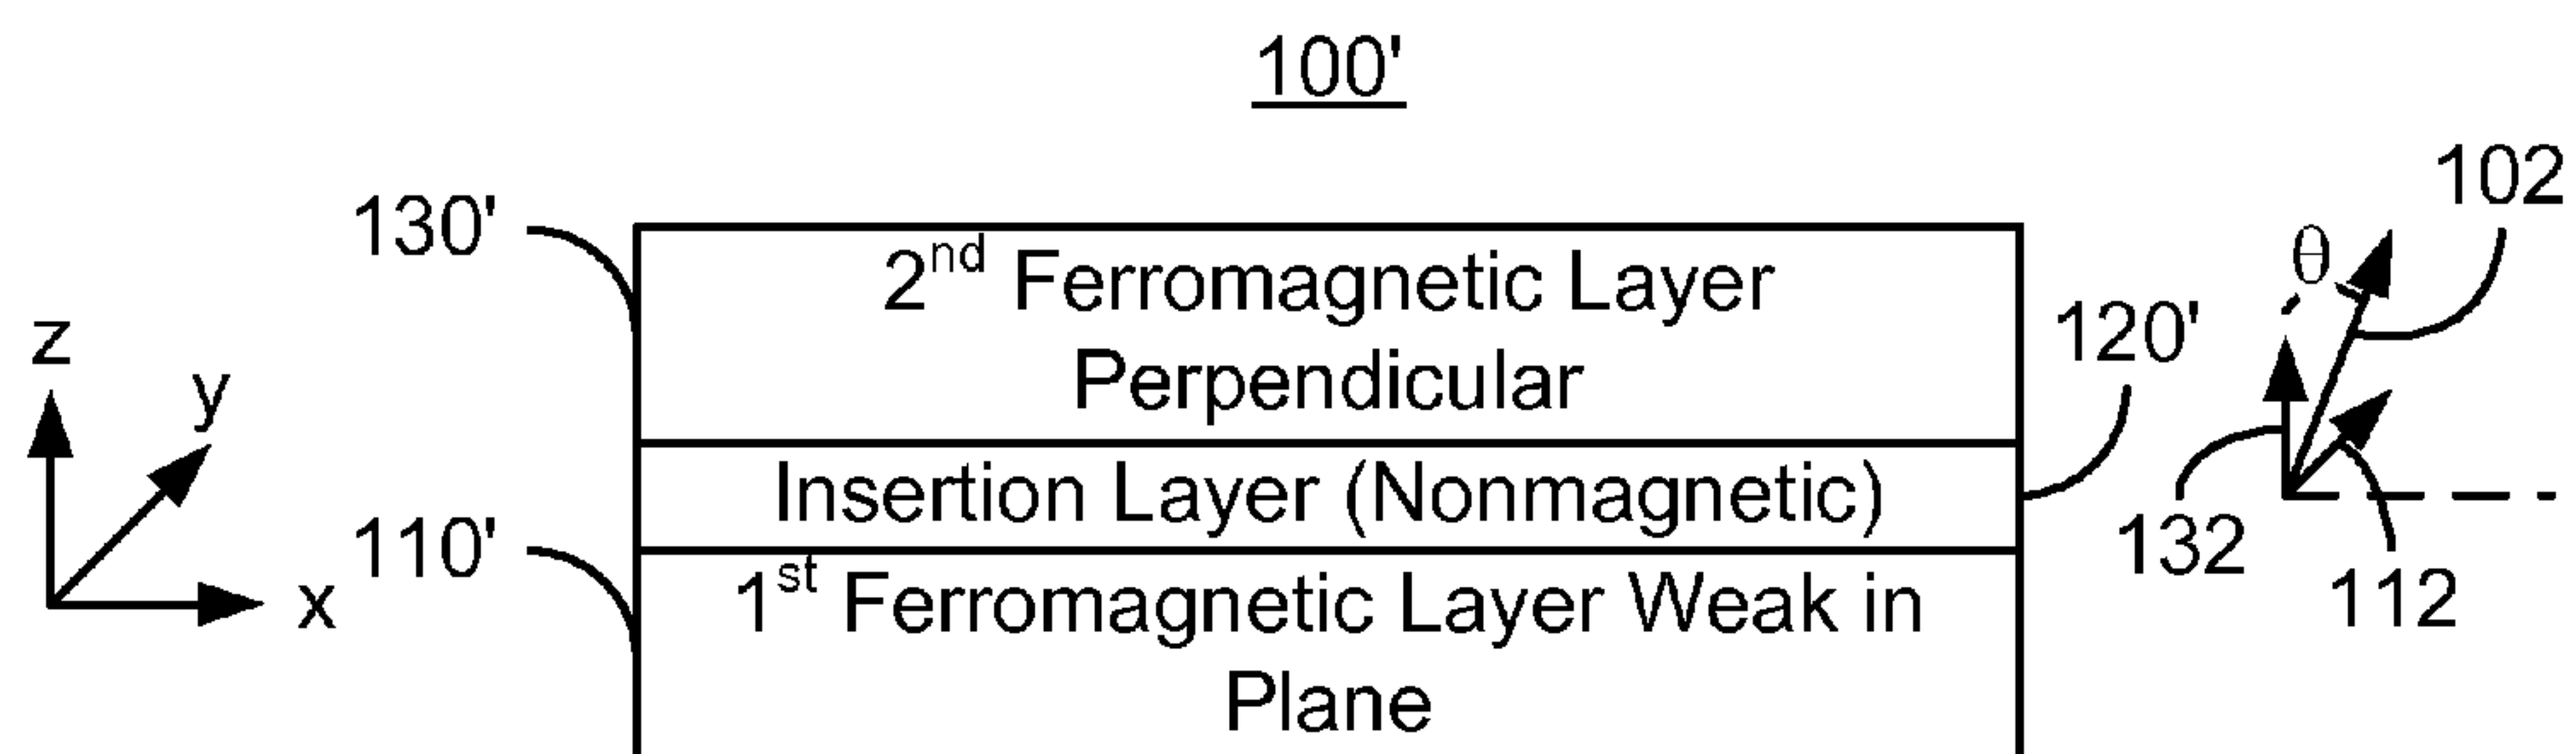 100'
102
130'
θ
2nd Ferromagnetic Layer
Perpendicular
120'
z
y
Insertion Layer (Nonmagnetic)
110'
132
x
1st Ferromagnetic Layer Weak in
Plane
112